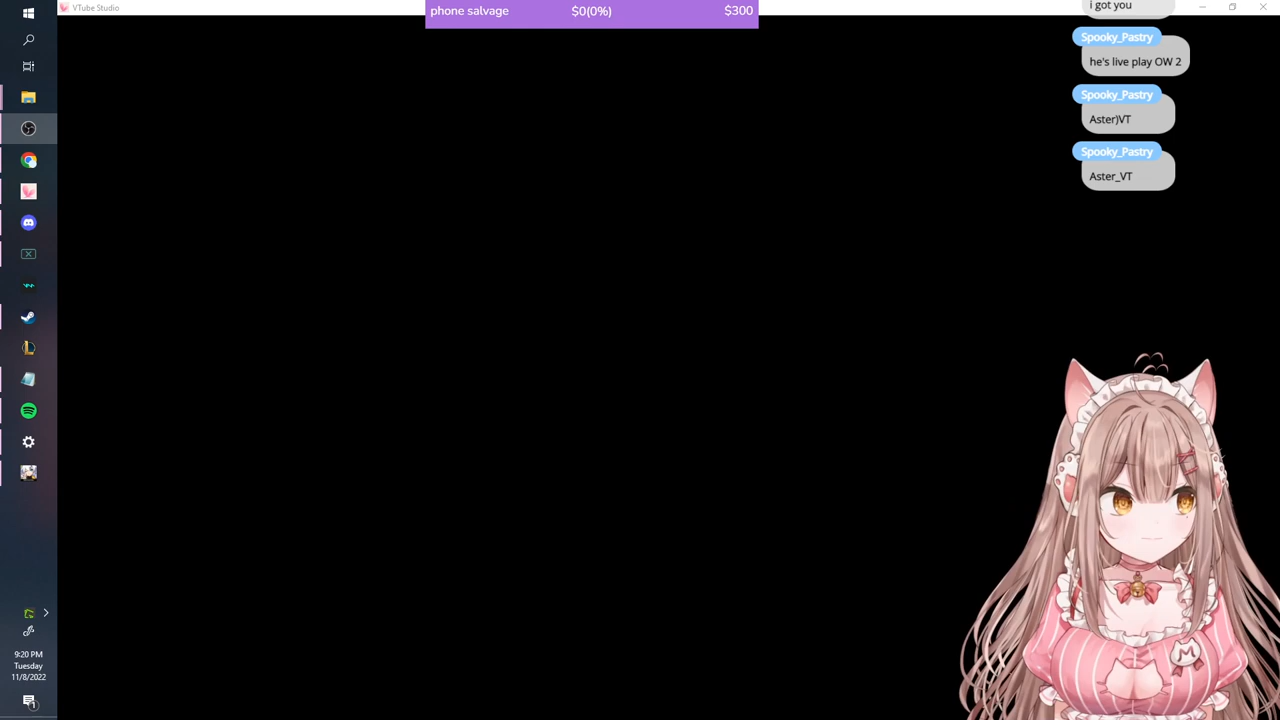 VTube Studio
phone salvage $0(0%) $300
i got you
Spooky_Pastry
he's live play OW 2
Spooky_Pastry
Aster)VT
Spooky_Pastry
Aster_VT
M
9:20 PM
Tuesday
11/8/2022
1